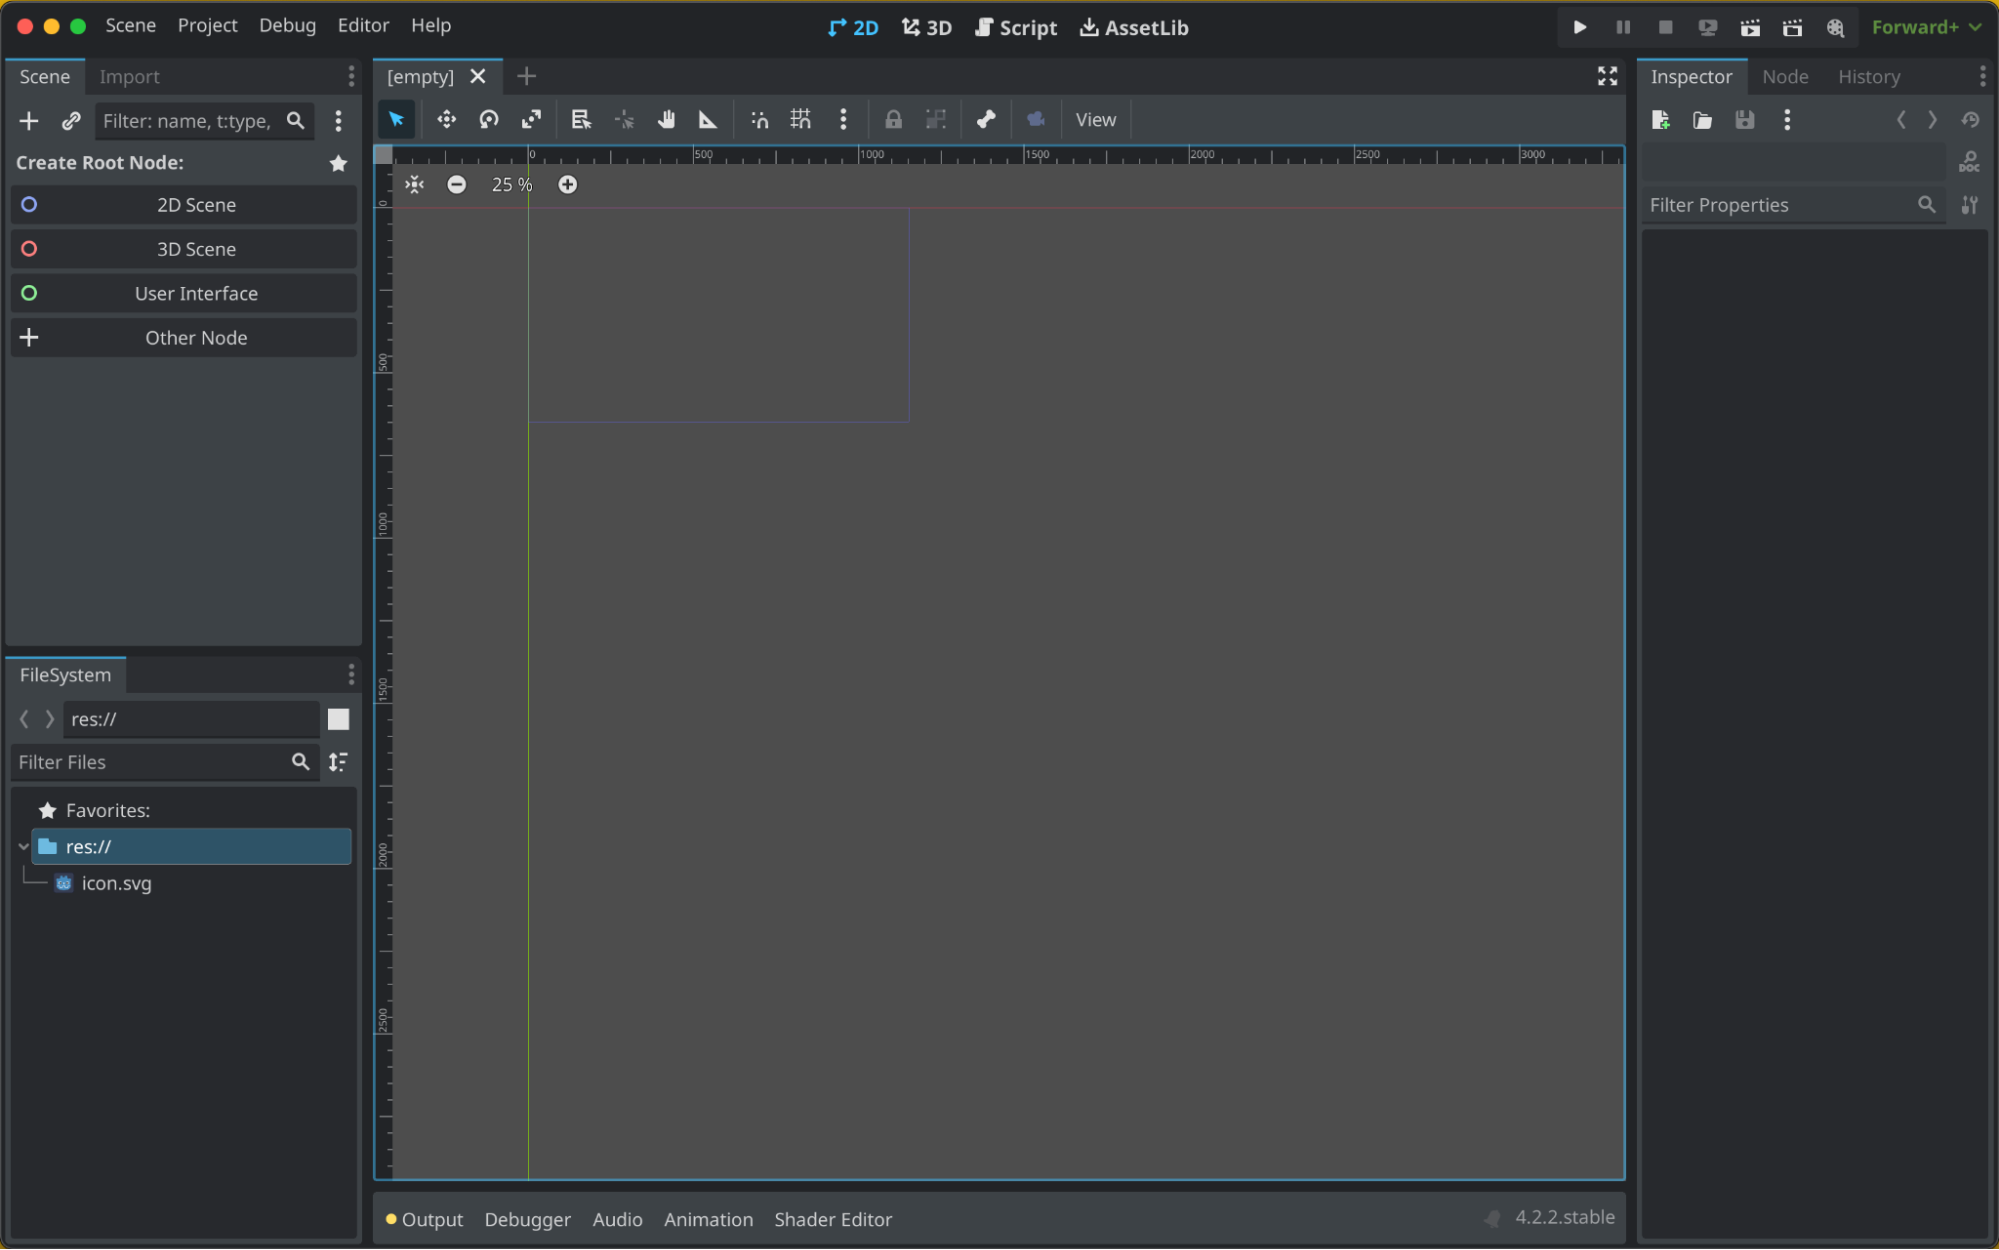 Scene Project Debug Editor Help
2D 3D Script AssetLib
Forward+
Scene Import
Filter: name, t:type,
Create Root Node:
2D Scene
3D Scene
User Interface
Other Node
FileSystem
res://
Filter Files
Favorites:
res://
icon.svg
[empty]
View
0 500 1000 1500 2000 2500 3000
25 %
0
500
1000
1500
2000
2500
Output Debugger Audio Animation Shader Editor
4.2.2.stable
Inspector Node History
DOC
Filter Properties